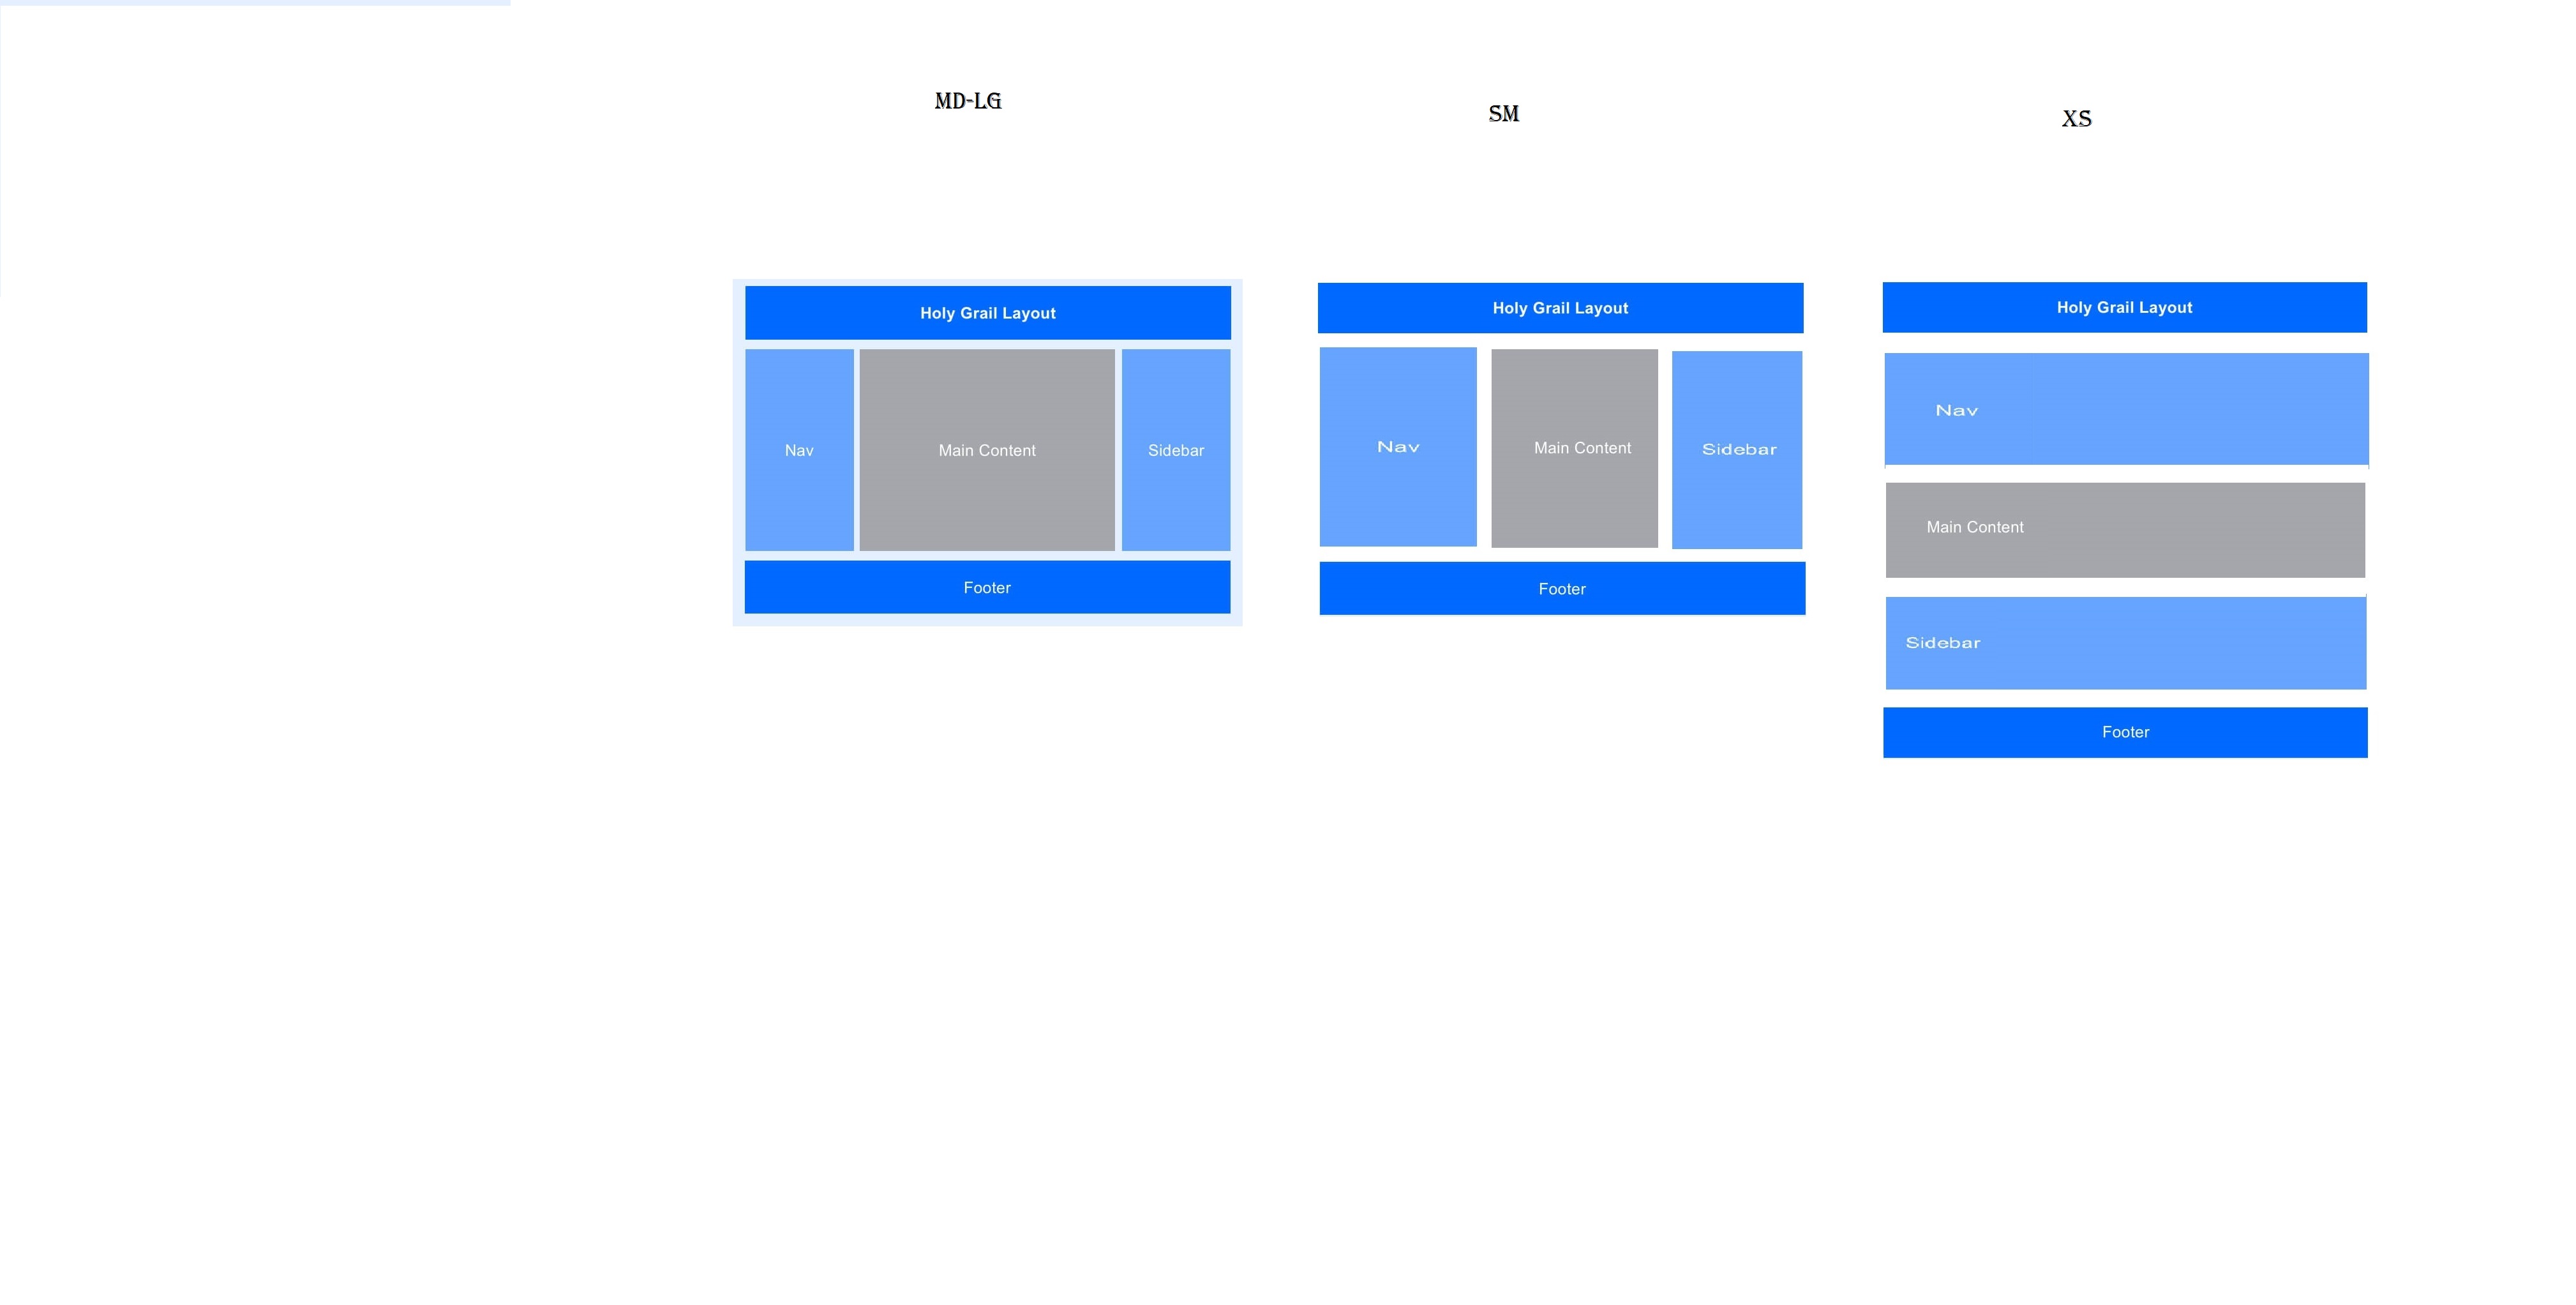 MD-LG
SM
XS
Holy Grail Layout
Nav
Main Content
Sidebar
Footer
Holy Grail Layout
Nav
Main Content
Sidebar
Footer
Holy Grail Layout
Nav
Main Content
Sidebar
Footer